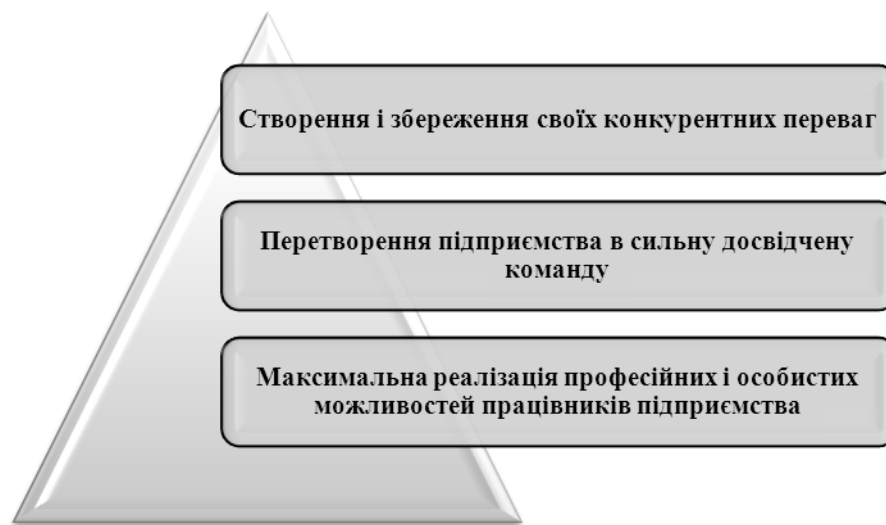 Створення і збереження своїх конкурентних переваг
Перетворення підприємства в сильну досвідчену
команду
Максимальна реалізація професійних і особистих
можливостей працівників підприємства